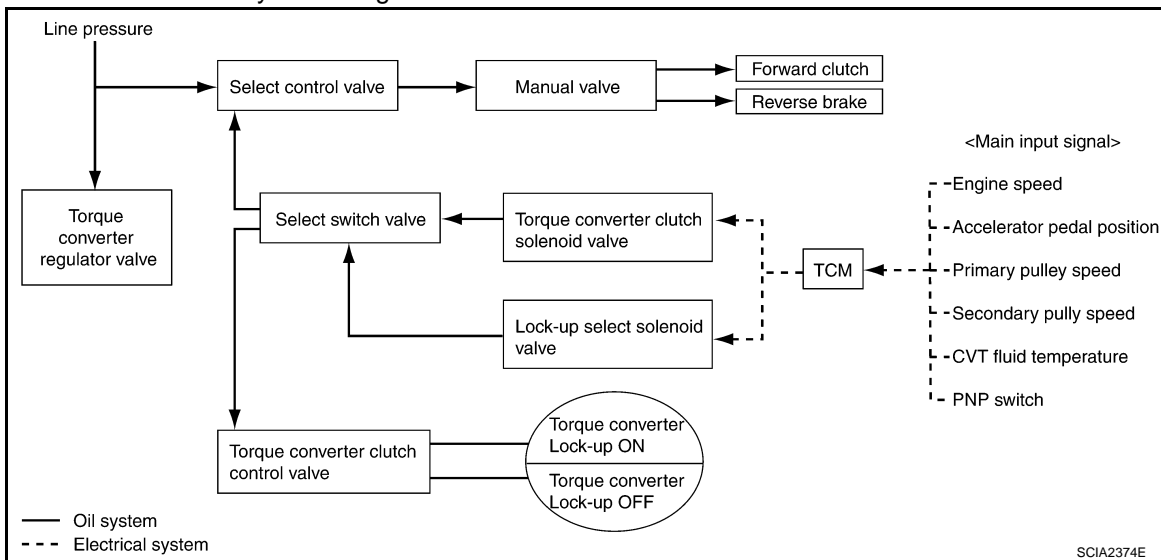 Line pressure
Select control valve
Manual valve
Forward clutch
Reverse brake
<Main input signal>
Torque
converter
regulator valve
Select switch valve
Torque converter clutch
solenoid valve
TCM
Engine speed
Accelerator pedal position
Primary pulley speed
Secondary pully speed
CVT fluid temperature
PNP switch
Lock-up select solenoid
valve
Torque converter clutch
control valve
Torque converter
Lock-up ON
Torque converter
Lock-up OFF
Oil system
Electrical system
SCIA2374E